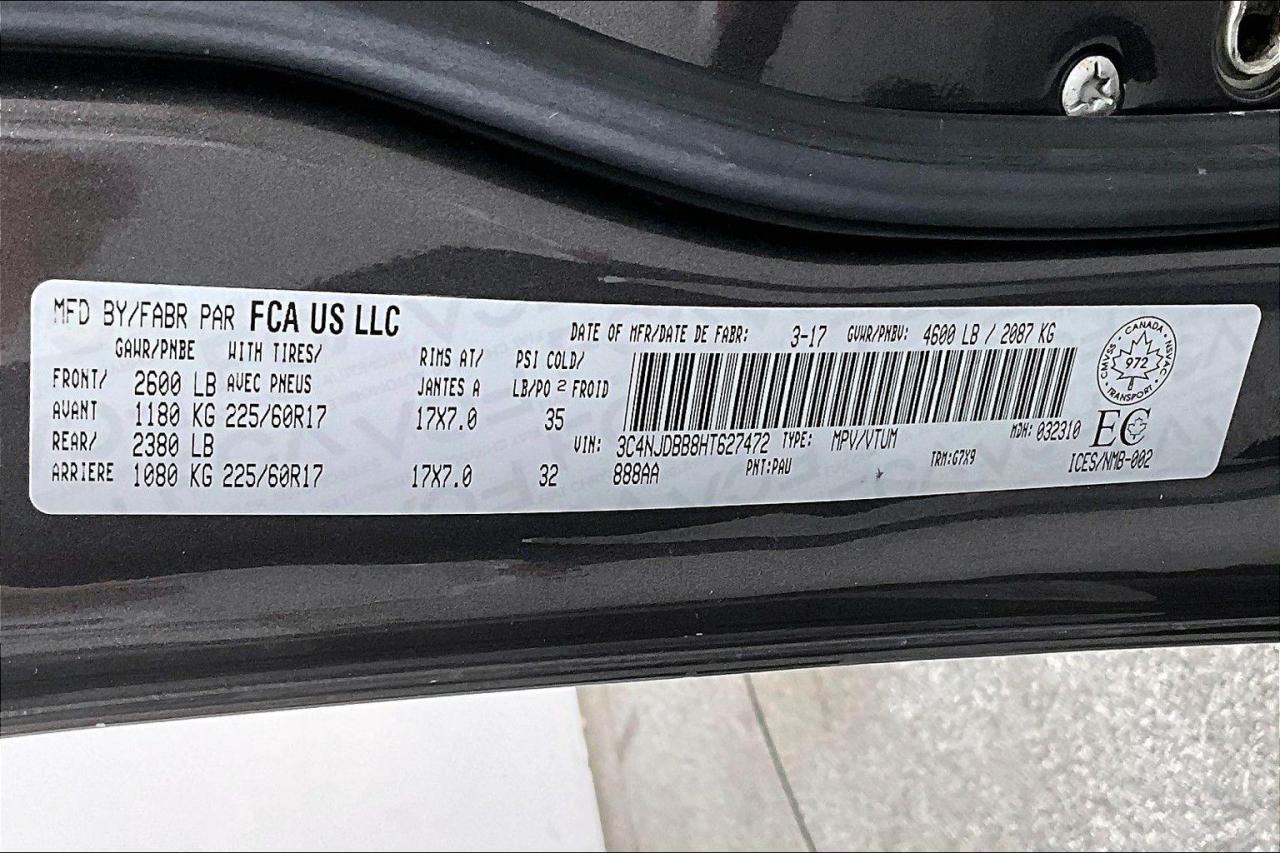 MFD BY/FABR PAR FCA US LLC
DATE OF MFR/DATE DE FABR: 3-17 GVWR/PNBV: 4600 LB / 2087 KG
GAWR/PNBE WITH TIRES/ RIMS AT/ PSI COLD/
FRONT/ 2600 LB AVEC PNEUS JANTES A LB/PO 2 FROID
AVANT 1180 KG 225/60R17 17X7.0 35
REAR/ 2380 LB
ARRIERE 1080 KG 225/60R17 17X7.0 32
VIN: 3C4NJDBB8HT627472 TYPE: MPV/VTUM MDH: 032310
888AA PNT:PAU TRM:G7X9
CANADA
CMVSS NSVAC
972
TRANSPORT
EC
ICES/NMB-002